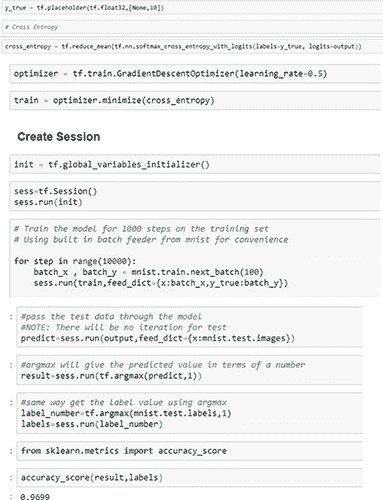 y_true = tf.placeholder(tf.float32,[None,10])
# Cross Entropy
cross_entropy = tf.reduce_mean(tf.nn.softmax_cross_entropy_with_logits(labels=y_true, logits=output))
optimizer = tf.train.GradientDescentOptimizer(learning_rate=0.5)
train = optimizer.minimize(cross_entropy)
Create Session
init = tf.global_variables_initializer()
sess=tf.Session()
sess.run(init)
# Train the model for 1000 steps on the training set
# Using built in batch feeder from mnist for convenience
for step in range(10000):
    batch_x , batch_y = mnist.train.next_batch(100)
    sess.run(train,feed_dict={x:batch_x,y_true:batch_y})
: #pass the test data through the model
#NOTE: There will be no iteration for test
predict=sess.run(output,feed_dict={x:mnist.test.images})
: #argmax will give the predicted value in terms of a number
result=sess.run(tf.argmax(predict,1))
: #same way get the label value using argmax
label_number=tf.argmax(mnist.test.labels,1)
labels=sess.run(label_number)
: from sklearn.metrics import accuracy_score
: accuracy_score(result,labels)
: 0.9699